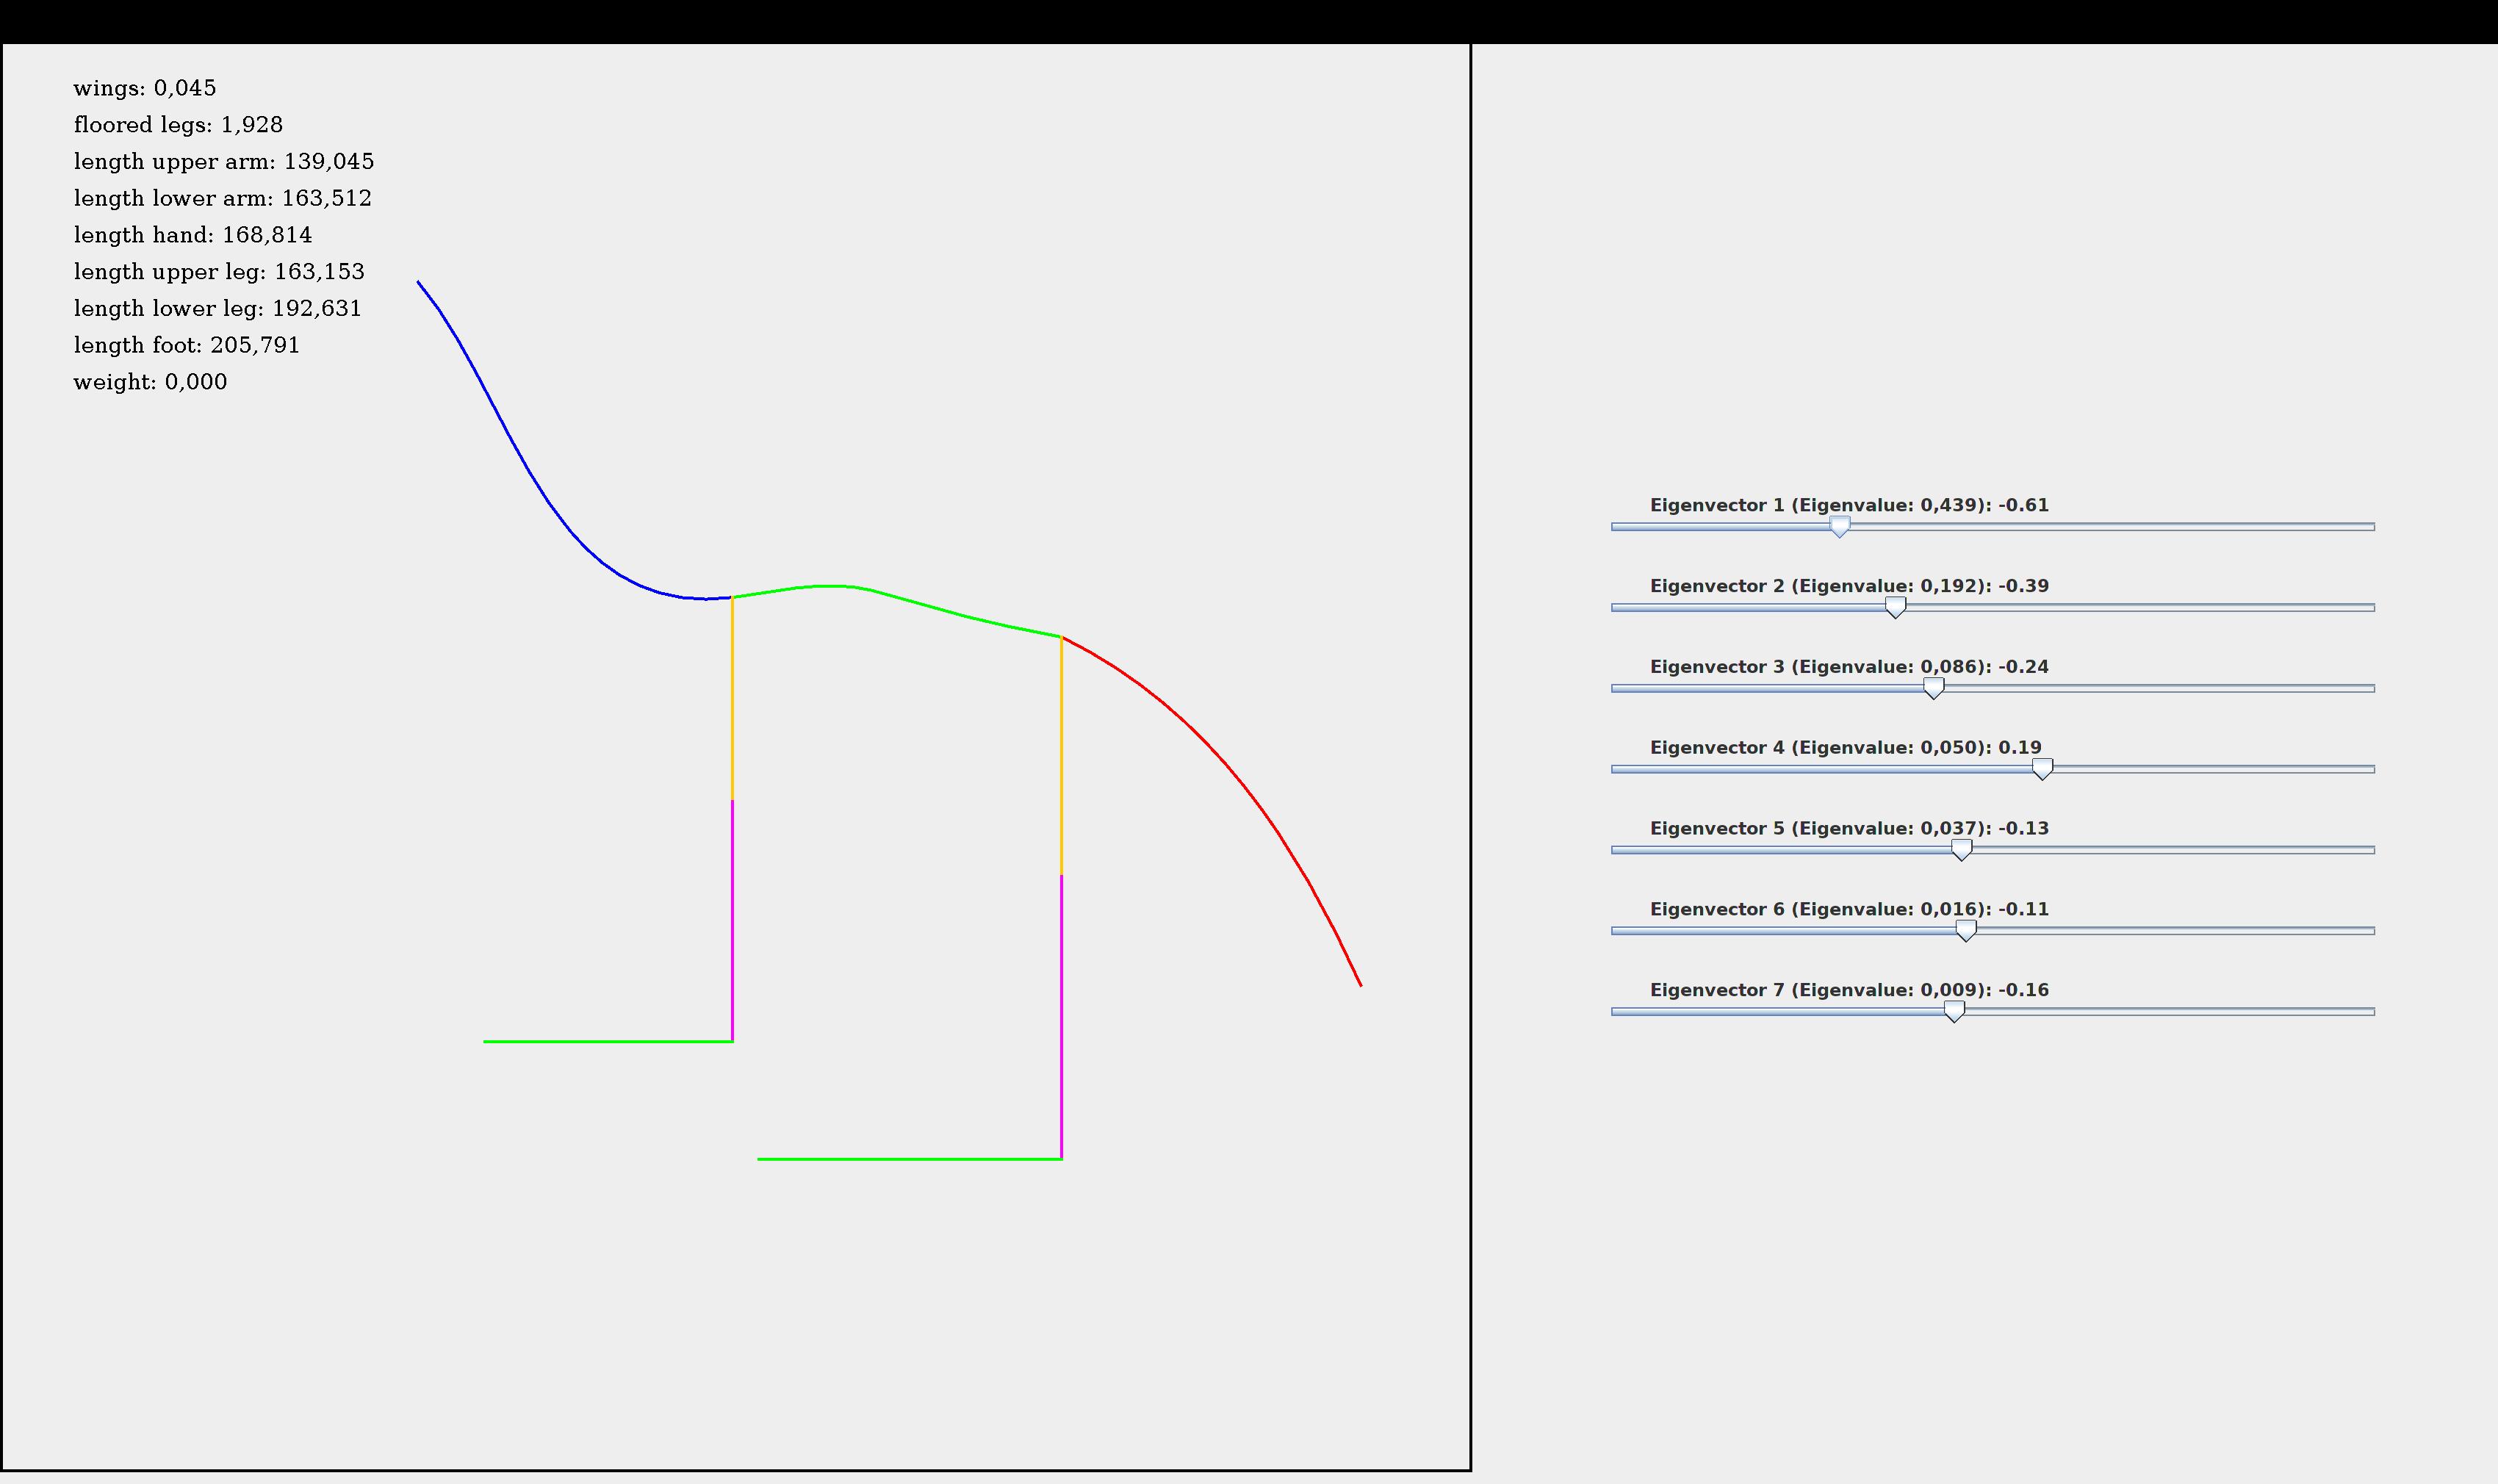 wings: 0,045
floored legs: 1,928
length upper arm: 139,045
length lower arm: 163,512
length hand: 168,814
length upper leg: 163,153
length lower leg: 192,631
length foot: 205,791
weight: 0,000
Eigenvector 1 (Eigenvalue: 0,439): -0.61
Eigenvector 2 (Eigenvalue: 0,192): -0.39
Eigenvector 3 (Eigenvalue: 0,086): -0.24
Eigenvector 4 (Eigenvalue: 0,050): 0.19
Eigenvector 5 (Eigenvalue: 0,037): -0.13
Eigenvector 6 (Eigenvalue: 0,016): -0.11
Eigenvector 7 (Eigenvalue: 0,009): -0.16